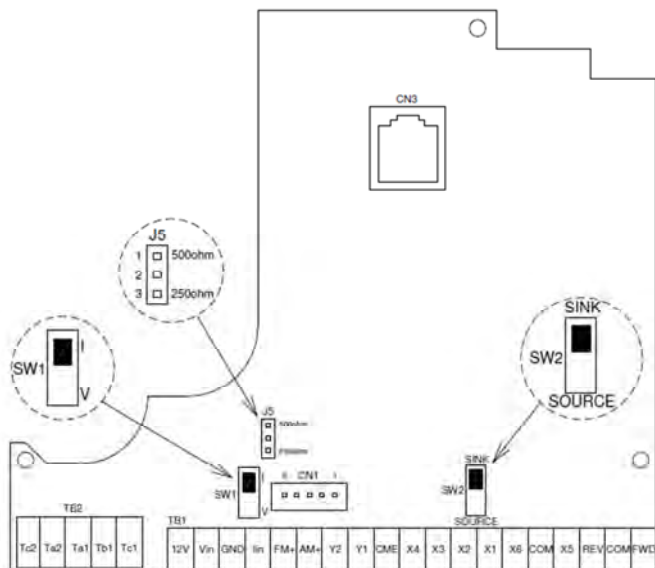 CN3
J5
1 500ohm
2
3 250ohm
SINK
SW2
SOURCE
I
SW1
V
J5
SINK
SW1
I
V
CN1
1
SW2
SOURCE
TB2
TB1
Tc2 Ta2 Ta1 Tb1 Tc1
12V Vin GND Iin FM+ AM+ Y2 Y1 CME X4 X3 X2 X1 X6 COM X5 REV COM FWD